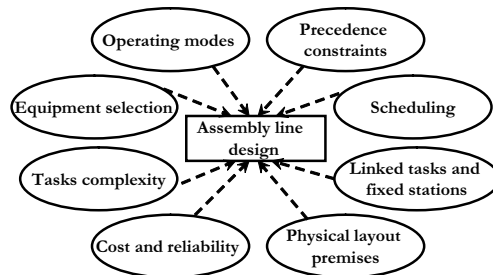 Operating modes
Precedence
constraints
Equipment selection
Scheduling
Assembly line
design
Tasks complexity
Linked tasks and
fixed stations
Cost and reliability
Physical layout
premises